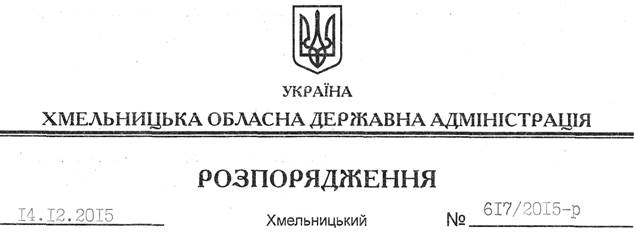 УКРАЇНА
ХМЕЛЬНИЦЬКА ОБЛАСНА ДЕРЖАВНА АДМІНІСТРАЦІЯ
РОЗПОРЯДЖЕННЯ
14.12.2015 Хмельницький № 617/2015-р